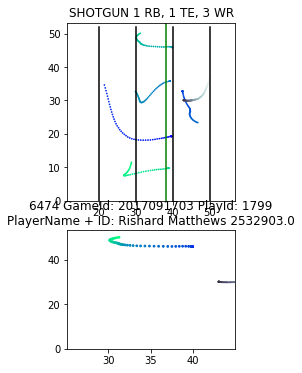 SHOTGUN 1 RB, 1 TE, 3 WR
50
40
30
20
10
0
20 30 40 50
6474 GameId: 2017091703 PlayId: 1799
PlayerName + ID: Rishard Matthews 2532903.0
40
20
0
30 35 40